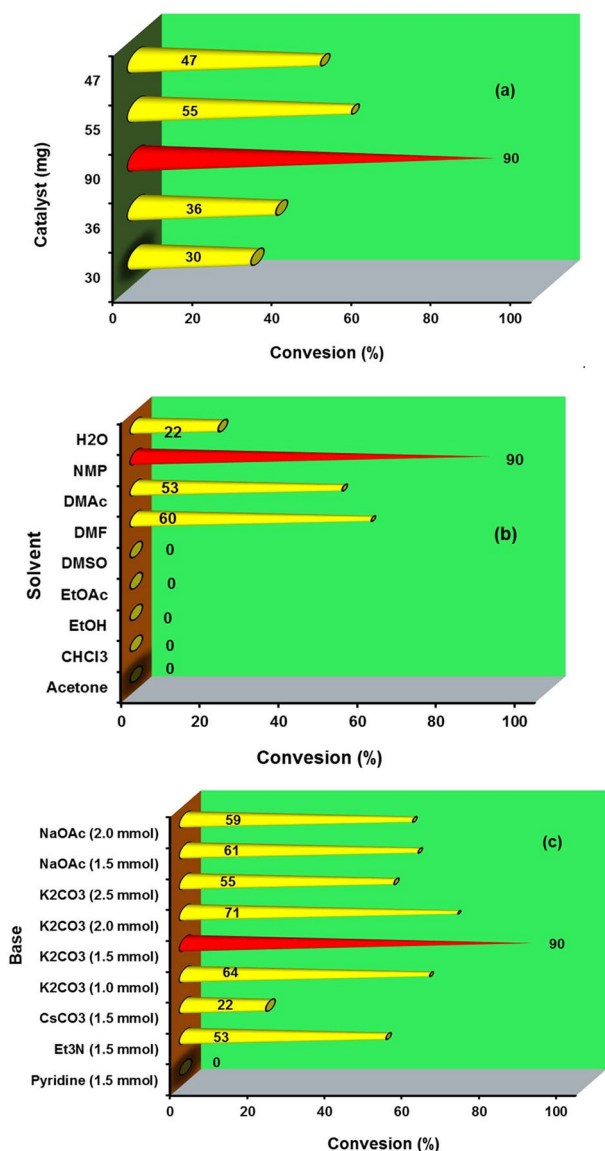 47
55
90
36
30
Catalyst (mg)
47
55
90
36
30
(a)
0 20 40 60 80 100
Convesion (%)
H2O
NMP
DMAc
DMF
DMSO
EtOAc
EtOH
CHCl3
Acetone
Solvent
22
90
53
60
0
0
0
0
0
(b)
0 20 40 60 80 100
Convesion (%)
NaOAc (2.0 mmol)
NaOAc (1.5 mmol)
K2CO3 (2.5 mmol)
K2CO3 (2.0 mmol)
K2CO3 (1.5 mmol)
K2CO3 (1.0 mmol)
CsCO3 (1.5 mmol)
Et3N (1.5 mmol)
Pyridine (1.5 mmol)
Base
59
61
55
71
90
64
22
53
0
(c)
0 20 40 60 80 100
Convesion (%)